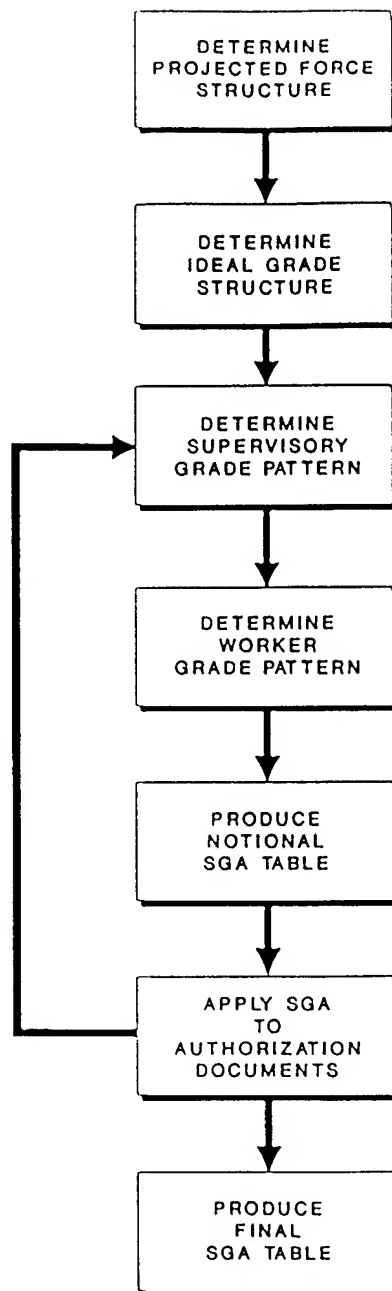 DETERMINE
PROJECTED FORCE
STRUCTURE
DETERMINE
IDEAL GRADE
STRUCTURE
DETERMINE
SUPERVISORY
GRADE PATTERN
DETERMINE
WORKER
GRADE PATTERN
PRODUCE
NOTIONAL
SGA TABLE
APPLY SGA
TO
AUTHORIZATION
DOCUMENTS
PRODUCE
FINAL
SGA TABLE